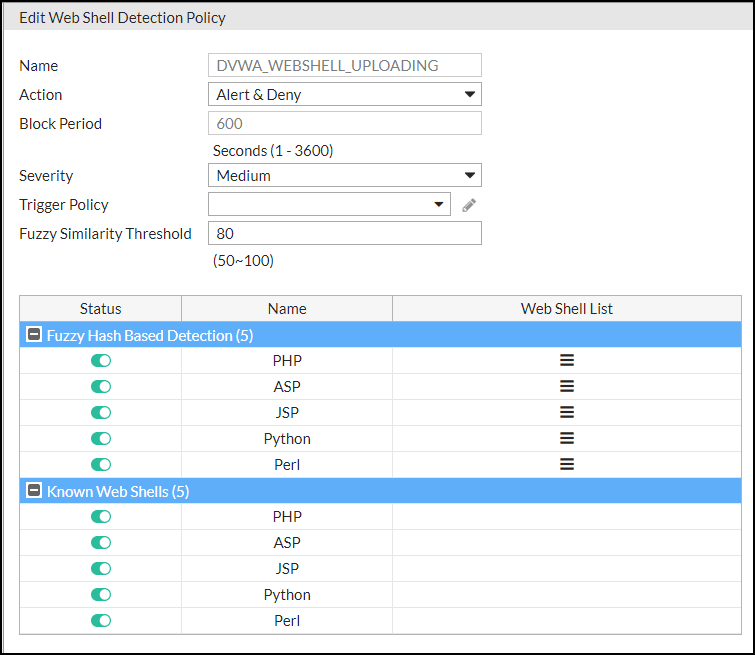 Edit Web Shell Detection Policy
Name DVWA_WEBSHELL_UPLOADING
Action Alert & Deny
Block Period 600
Seconds (1 - 3600)
Severity Medium
Trigger Policy
Fuzzy Similarity Threshold 80
(50~100)
Status Name Web Shell List
Fuzzy Hash Based Detection (5)
PHP
ASP
JSP
Python
Perl
Known Web Shells (5)
PHP
ASP
JSP
Python
Perl